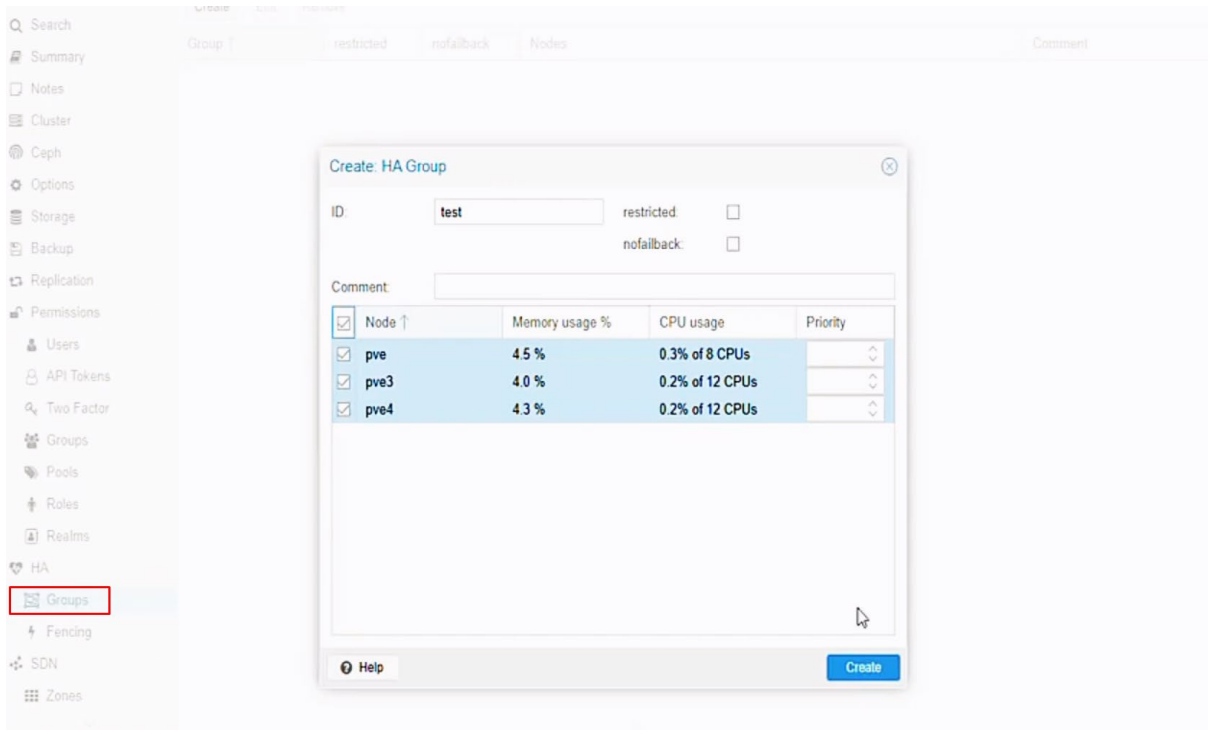 Create Edit Remove
Search
Summary
Notes
Cluster
Ceph
Options
Storage
Backup
Replication
Permissions
Users
API Tokens
Two Factor
Groups
Pools
Roles
Realms
HA
Groups
Fencing
SDN
Zones
Group ↑ restricted nofailback Nodes Comment
Create: HA Group
ID: test restricted:
nofailback:
Comment:
Node ↑ Memory usage % CPU usage Priority
pve 4.5 % 0.3% of 8 CPUs
pve3 4.0 % 0.2% of 12 CPUs
pve4 4.3 % 0.2% of 12 CPUs
Help Create